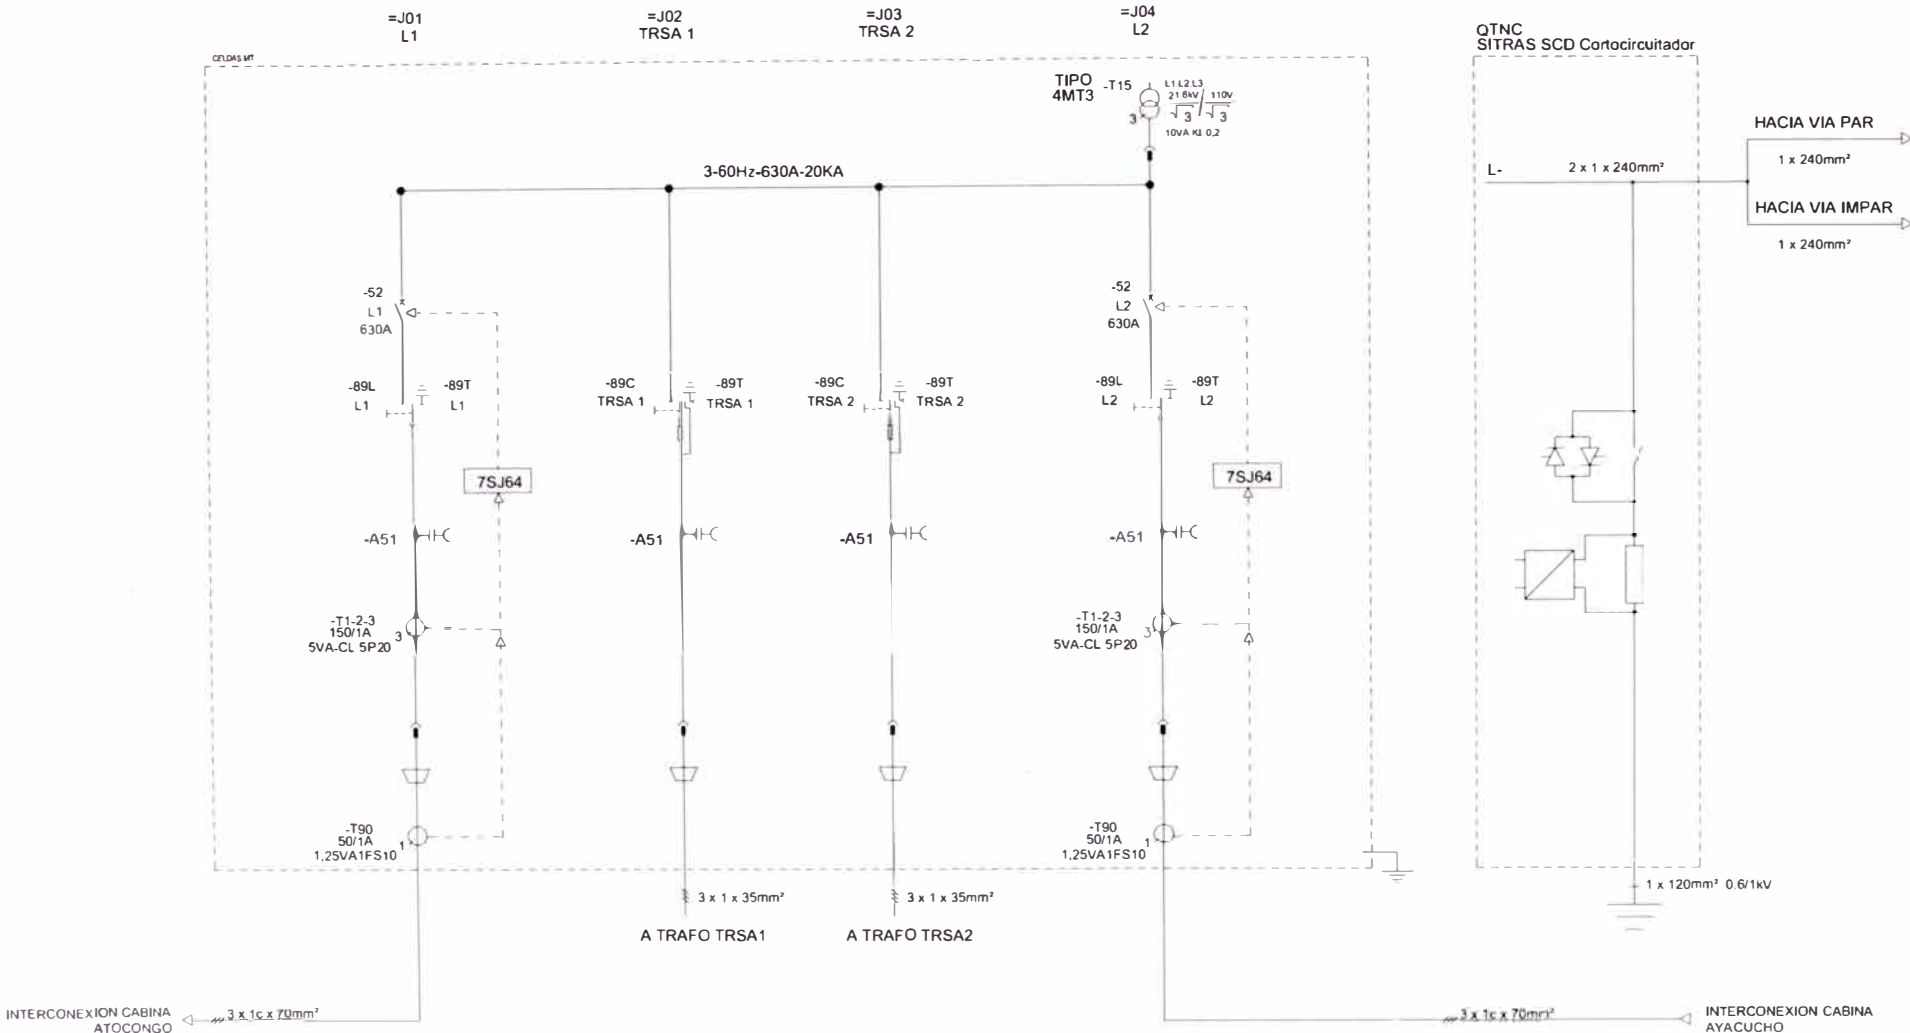 =J01
L1
=J02
TRSA 1
=J03
TRSA 2
=J04
L2
QTNC
SITRAS SCD Cortocircuitador
CELDAS MT
TIPO
4MT3
-T15
L1 L2 L3
21.6kV / 110V
√3 √3
3
10VA Kl 0,2
3-60Hz-630A-20KA
L-
2 x 1 x 240mm²
HACIA VIA PAR
1 x 240mm²
HACIA VIA IMPAR
1 x 240mm²
-52
L1
630A
-52
L2
630A
-89L
L1
-89T
L1
-89C
TRSA 1
-89T
TRSA 1
-89C
TRSA 2
-89T
TRSA 2
-89L
L2
-89T
L2
7SJ64
7SJ64
-A51
-A51
-A51
-A51
-T1-2-3
150/1A
3
5VA-CL 5P20
-T1-2-3
150/1A
3
5VA-CL 5P20
-T90
50/1A
1
1,25VA1FS10
-T90
50/1A
1
1,25VA1FS10
3 x 1 x 35mm²
3 x 1 x 35mm²
1 x 120mm² 0.6/1kV
A TRAFO TRSA1
A TRAFO TRSA2
INTERCONEXION CABINA
ATOCONGO
3 x 1c x 70mm²
3 x 1c x 70mm²
INTERCONEXION CABINA
AYACUCHO